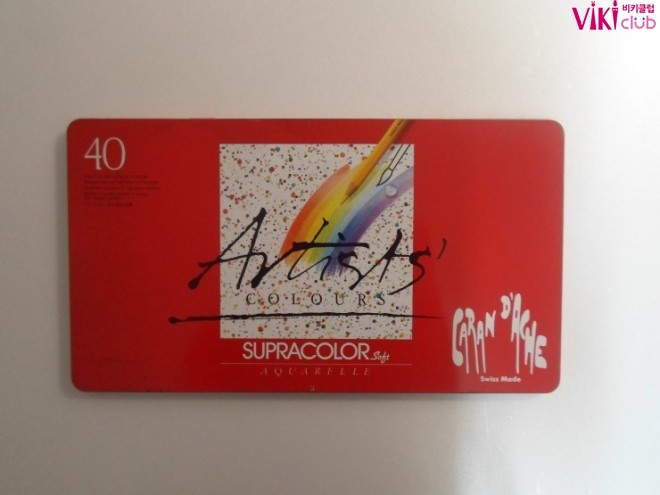 VIKI 비키클럽
club
40
Artists'
COLOURS
SUPRACOLOR Soft
AQUARELLE
CARAN D'ACHE
Swiss Made